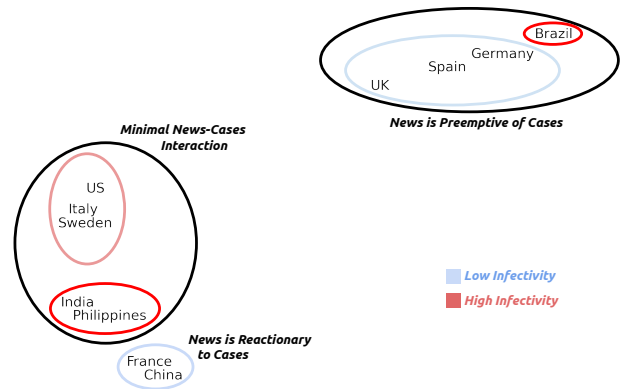 Brazil
Germany
Spain
UK
News is Preemptive of Cases
Minimal News-Cases
Interaction
US
Italy
Sweden
India
Philippines
Low Infectivity
High Infectivity
News is Reactionary
to Cases
France
China